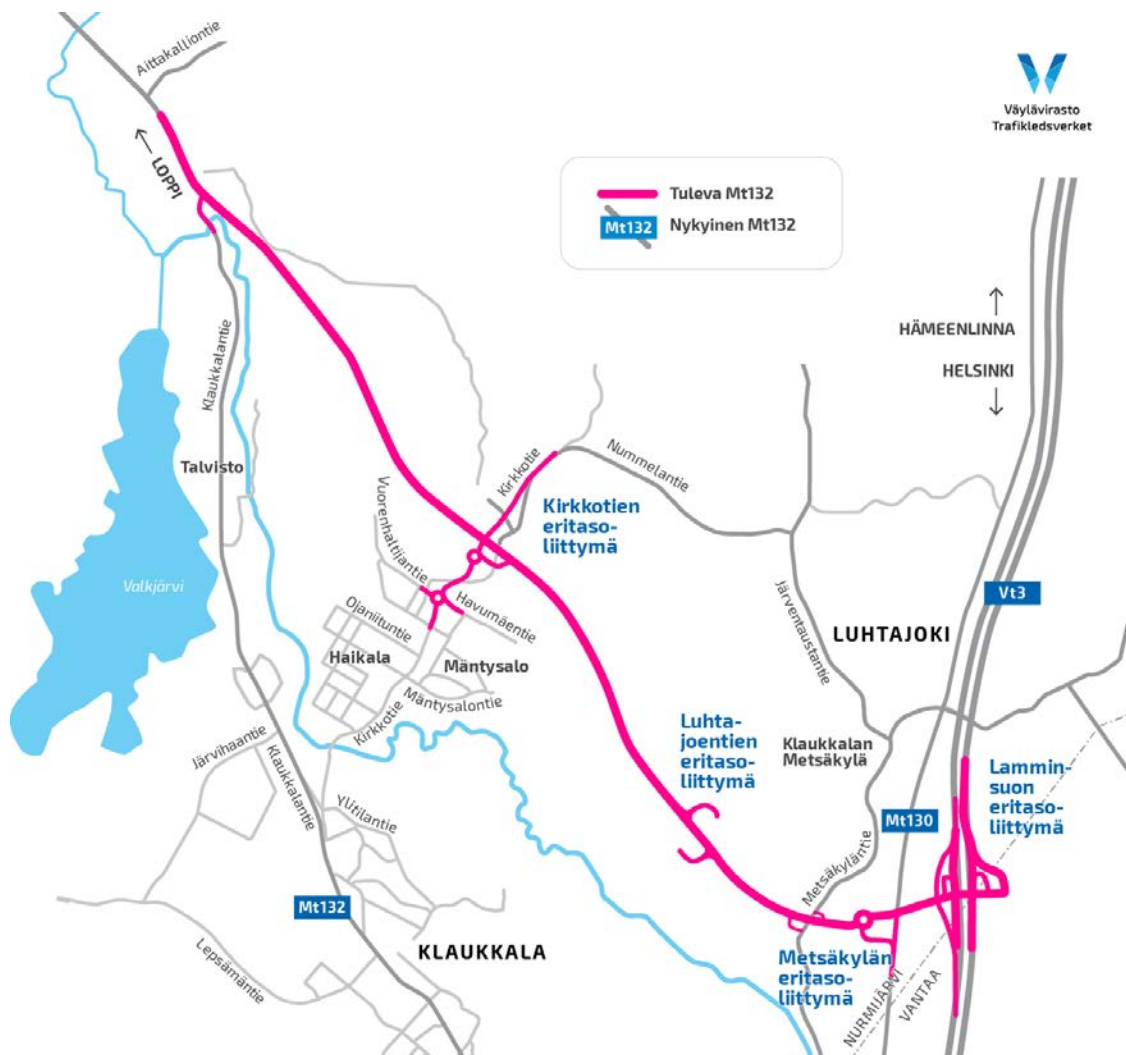 Aittakalliontie
LOPPI
Väylävirasto
Trafikledsverket
Tuleva Mt132
Mt132
Nykyinen Mt132
HÄMEENLINNA
HELSINKI
Klaukkalantie
Talvisto
Valkjärvi
Kirkkotie
Nummelantie
Vuorenhaltijantie
Kirkkotien
eritaso-
liittymä
Havumäentie
Ojaniituntie
Haikala
Mäntysalo
Mäntysalontie
Kirkkotie
Järventaustantie
Vt3
LUHTAJOKI
Luhta-
joentien
eritaso-
liittymä
Klaukkalan
Metsäkylä
Lammin-
suon
eritaso-
liittymä
Järvihaantie
Klaukkalantie
Ylitilantie
Mt130
Metsäkyläntie
Mt132
KLAUKKALA
Lepsämäntie
Metsäkylän
eritaso-
liittymä
NURMIJÄRVI
VANTAA